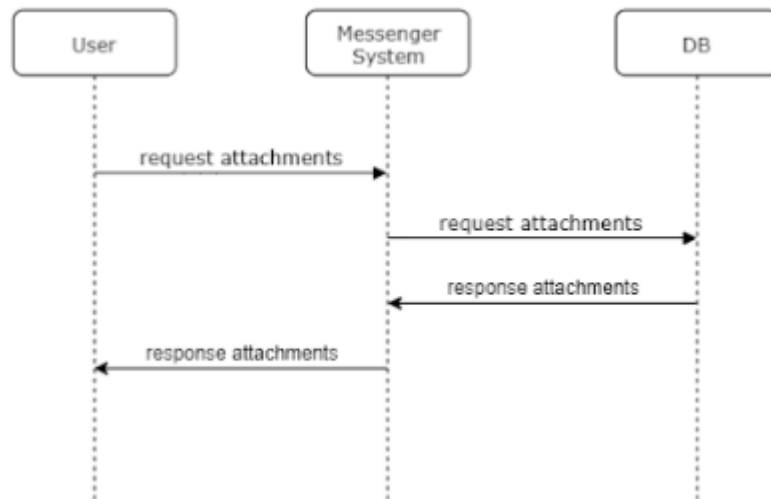 User
Messenger
System
DB
request attachments
request attachments
response attachments
response attachments